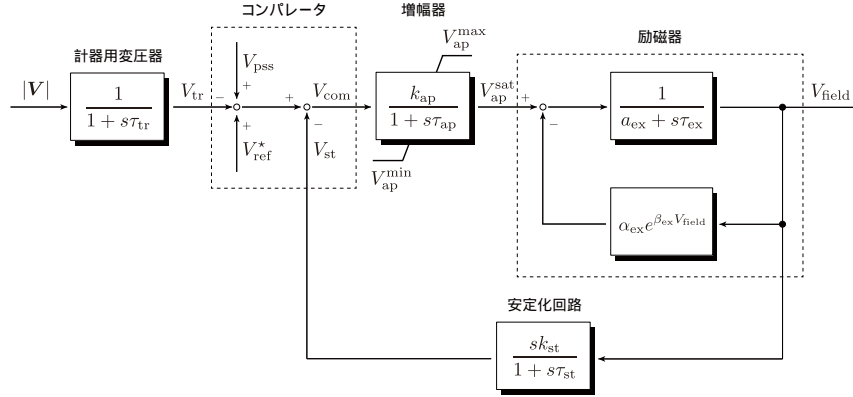 コンパレータ
増幅器
励磁器
計器用変圧器
|V|
1
1 + sτ_tr
V_tr
−
V_pss
+
+
V_ref^⋆
+
V_com
−
V_st
k_ap
1 + sτ_ap
V_ap^max
V_ap^min
V_ap^sat
+
−
1
a_ex + sτ_ex
V_field
α_ex e^{β_ex V_field}
安定化回路
sk_st
1 + sτ_st